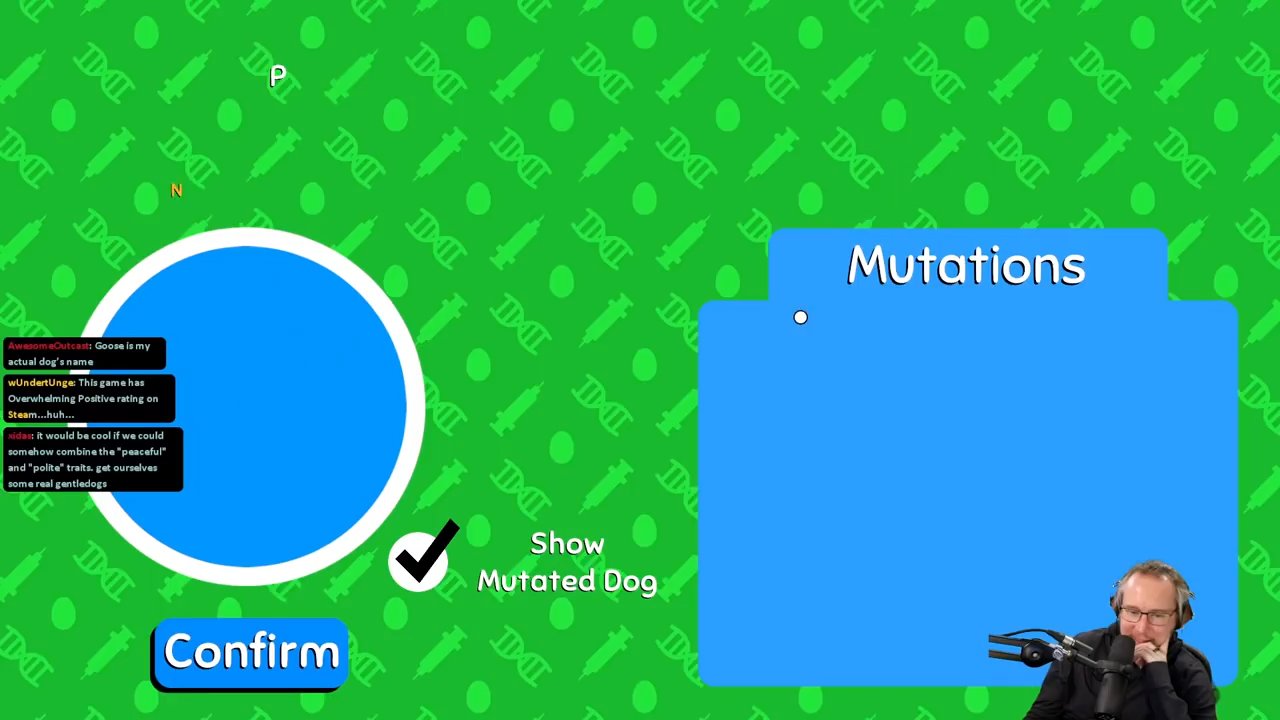 P
N
Mutations
AwesomeOutcast: Goose is my
actual dog's name
wUndertUnge: This game has
Overwhelming Positive rating on
Steam...huh...
xidas: it would be cool if we could
somehow combine the "peaceful"
and "polite" traits. get ourselves
some real gentledogs
Show
Mutated Dog
Confirm